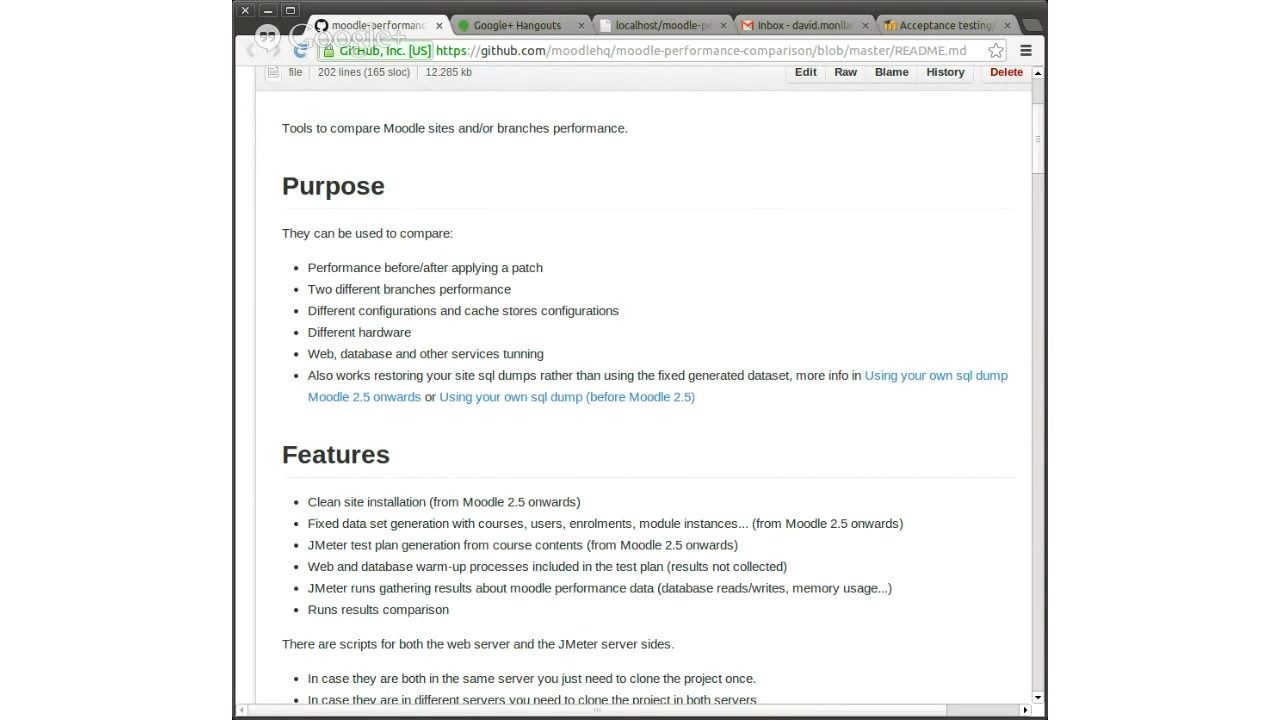 moodle-performanc
Google+ Hangouts
localhost/moodle-pe
Inbox - david.monlla
Acceptance testing/
Google+
GitHub, Inc. [US] https://github.com/moodlehq/moodle-performance-comparison/blob/master/README.md
file 202 lines (165 sloc) 12.285 kb Edit Raw Blame History Delete
Tools to compare Moodle sites and/or branches performance.
Purpose
They can be used to compare:
• Performance before/after applying a patch
• Two different branches performance
• Different configurations and cache stores configurations
• Different hardware
• Web, database and other services tunning
• Also works restoring your site sql dumps rather than using the fixed generated dataset, more info in Using your own sql dump
Moodle 2.5 onwards or Using your own sql dump (before Moodle 2.5)
Features
• Clean site installation (from Moodle 2.5 onwards)
• Fixed data set generation with courses, users, enrolments, module instances... (from Moodle 2.5 onwards)
• JMeter test plan generation from course contents (from Moodle 2.5 onwards)
• Web and database warm-up processes included in the test plan (results not collected)
• JMeter runs gathering results about moodle performance data (database reads/writes, memory usage...)
• Runs results comparison
There are scripts for both the web server and the JMeter server sides.
• In case they are both in the same server you just need to clone the project once.
• In case they are in different servers you need to clone the project in both servers